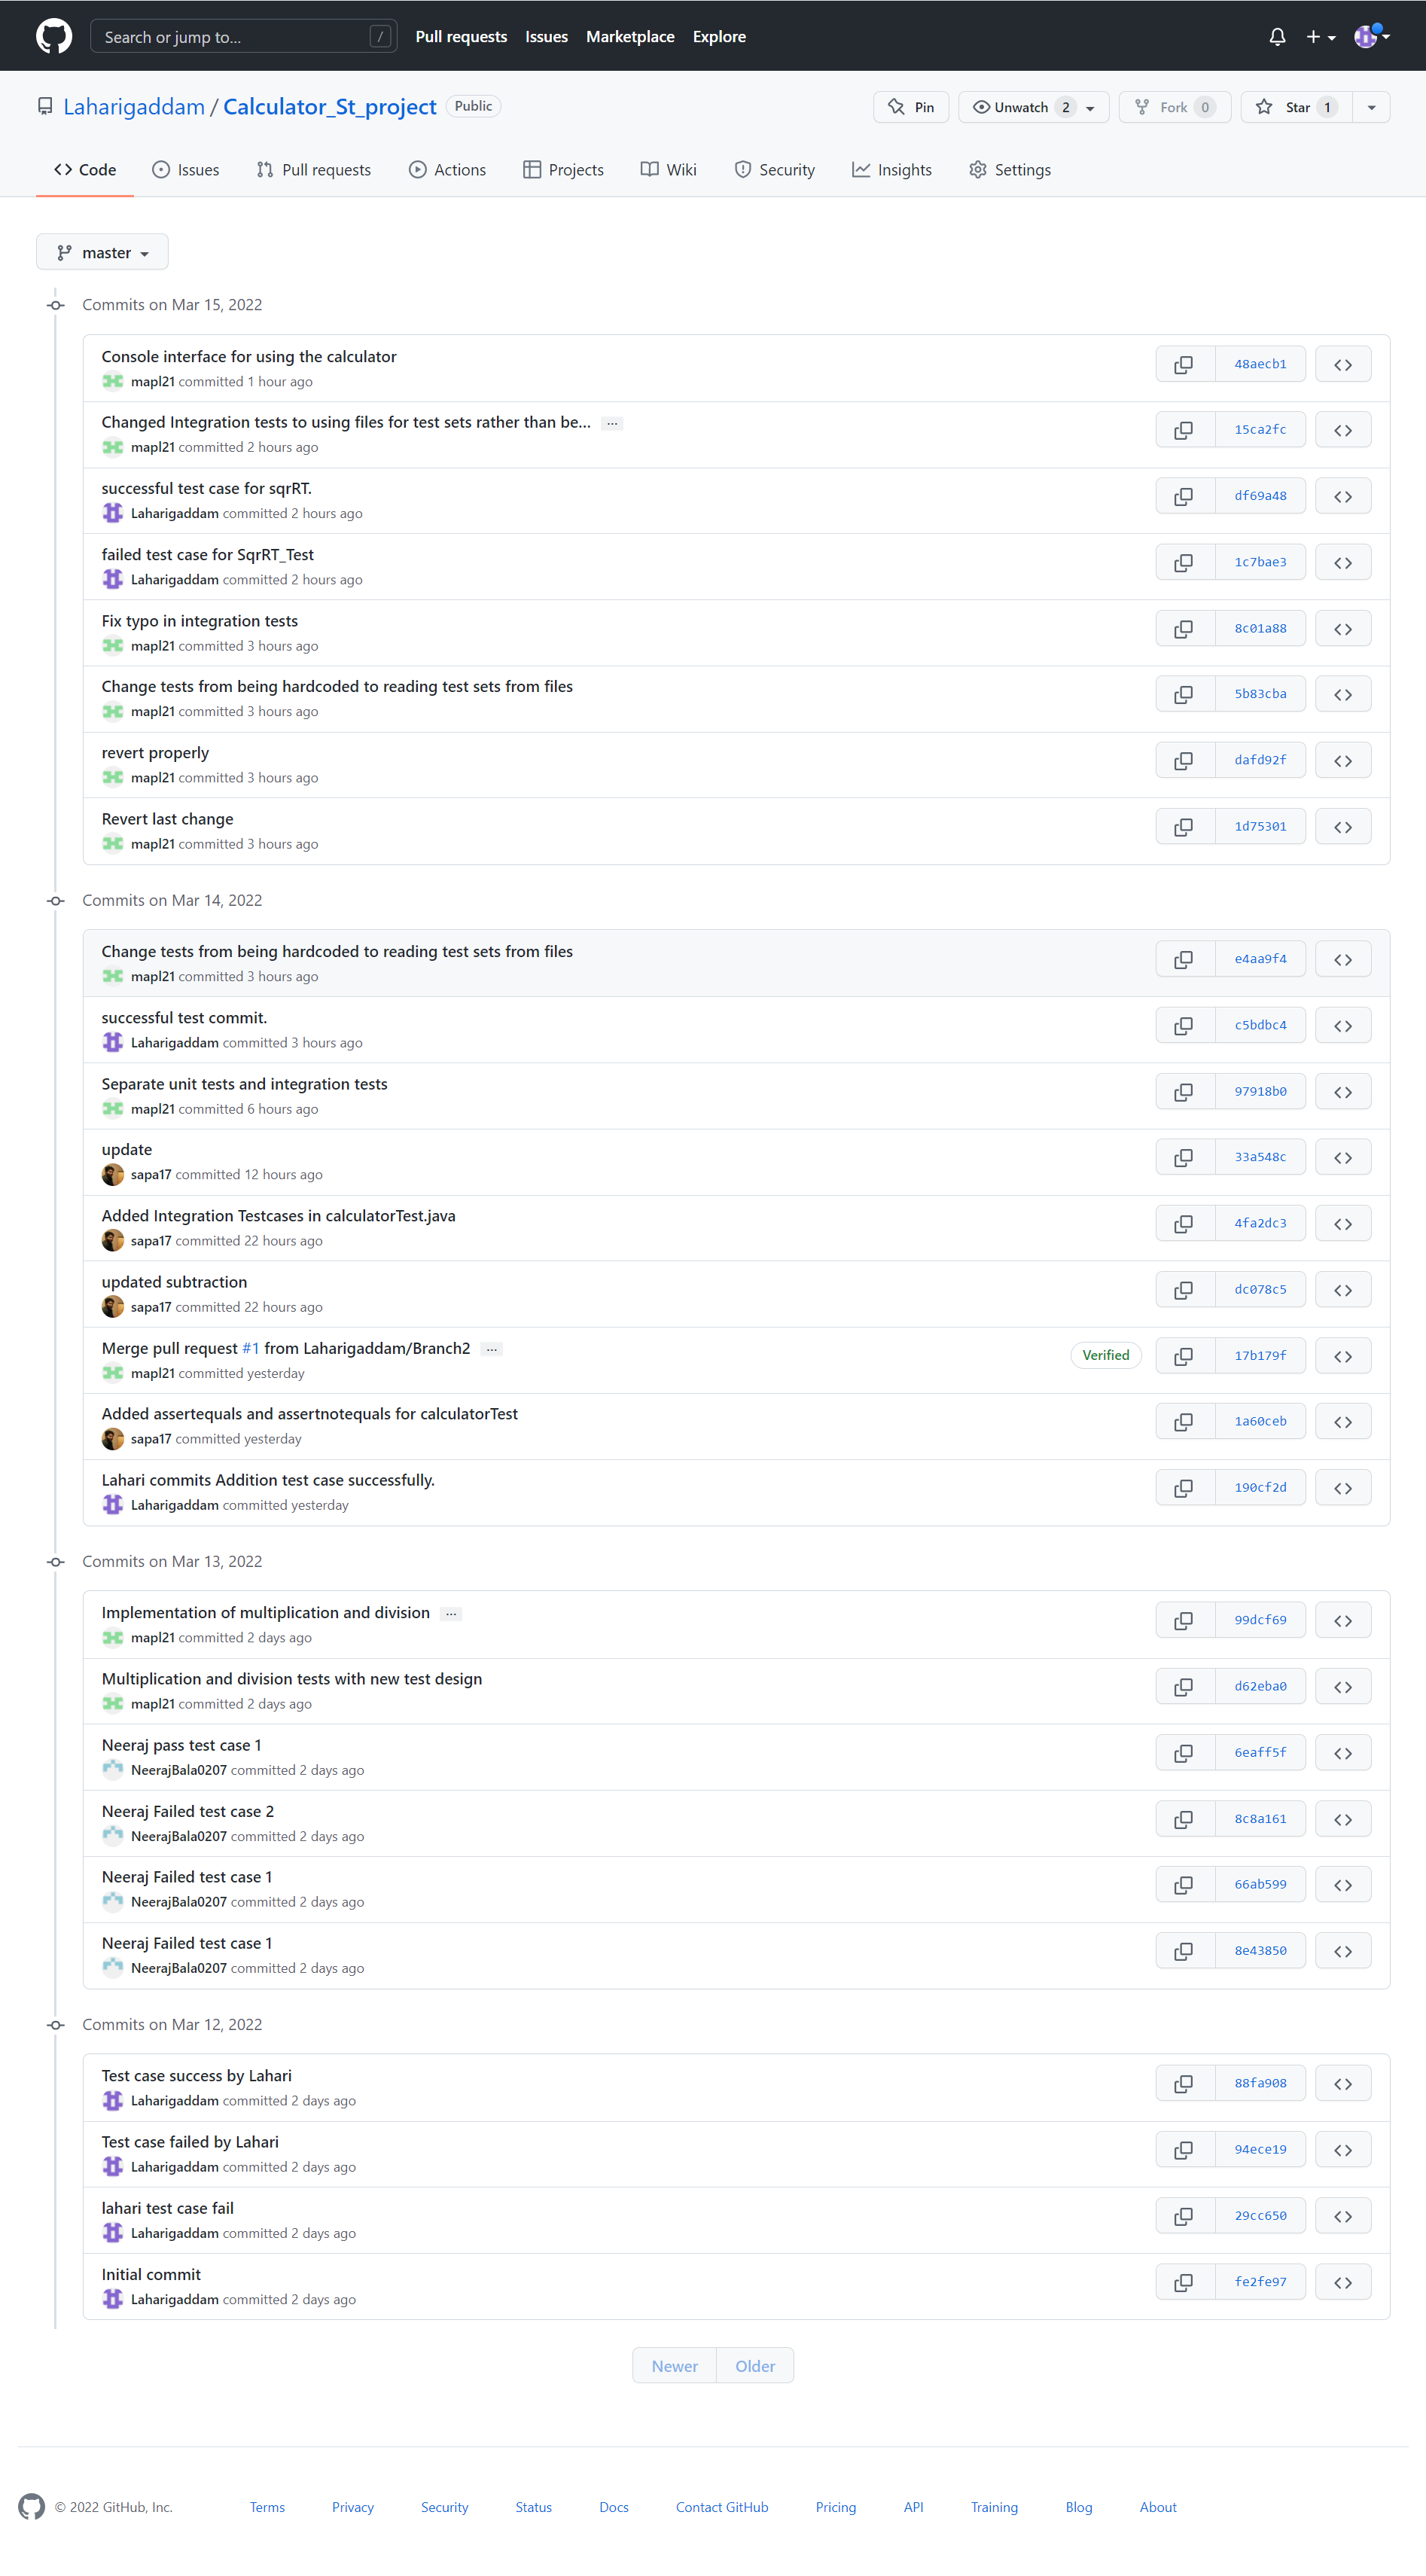 Search or jump to... /
Pull requests Issues Marketplace Explore
Laharigaddam / Calculator_St_project Public
Pin Unwatch 2 Fork 0 Star 1
Code Issues Pull requests Actions Projects Wiki Security Insights Settings
master
Commits on Mar 15, 2022
Console interface for using the calculator
mapl21 committed 1 hour ago
48aecb1
Changed Integration tests to using files for test sets rather than be... ...
mapl21 committed 2 hours ago
15ca2fc
successful test case for sqrRT.
Laharigaddam committed 2 hours ago
df69a48
failed test case for SqrRT_Test
Laharigaddam committed 2 hours ago
1c7bae3
Fix typo in integration tests
mapl21 committed 3 hours ago
8c01a88
Change tests from being hardcoded to reading test sets from files
mapl21 committed 3 hours ago
5b83cba
revert properly
mapl21 committed 3 hours ago
dafd92f
Revert last change
mapl21 committed 3 hours ago
1d75301
Commits on Mar 14, 2022
Change tests from being hardcoded to reading test sets from files
mapl21 committed 3 hours ago
e4aa9f4
successful test commit.
Laharigaddam committed 3 hours ago
c5bdbc4
Separate unit tests and integration tests
mapl21 committed 6 hours ago
97918b0
update
sapa17 committed 12 hours ago
33a548c
Added Integration Testcases in calculatorTest.java
sapa17 committed 22 hours ago
4fa2dc3
updated subtraction
sapa17 committed 22 hours ago
dc078c5
Merge pull request #1 from Laharigaddam/Branch2 ...
mapl21 committed yesterday
Verified 17b179f
Added assertequals and assertnotequals for calculatorTest
sapa17 committed yesterday
1a60ceb
Lahari commits Addition test case successfully.
Laharigaddam committed yesterday
190cf2d
Commits on Mar 13, 2022
Implementation of multiplication and division ...
mapl21 committed 2 days ago
99dcf69
Multiplication and division tests with new test design
mapl21 committed 2 days ago
d62eba0
Neeraj pass test case 1
NeerajBala0207 committed 2 days ago
6eaff5f
Neeraj Failed test case 2
NeerajBala0207 committed 2 days ago
8c8a161
Neeraj Failed test case 1
NeerajBala0207 committed 2 days ago
66ab599
Neeraj Failed test case 1
NeerajBala0207 committed 2 days ago
8e43850
Commits on Mar 12, 2022
Test case success by Lahari
Laharigaddam committed 2 days ago
88fa908
Test case failed by Lahari
Laharigaddam committed 2 days ago
94ece19
lahari test case fail
Laharigaddam committed 2 days ago
29cc650
Initial commit
Laharigaddam committed 2 days ago
fe2fe97
Newer Older
© 2022 GitHub, Inc. Terms Privacy Security Status Docs Contact GitHub Pricing API Training Blog About